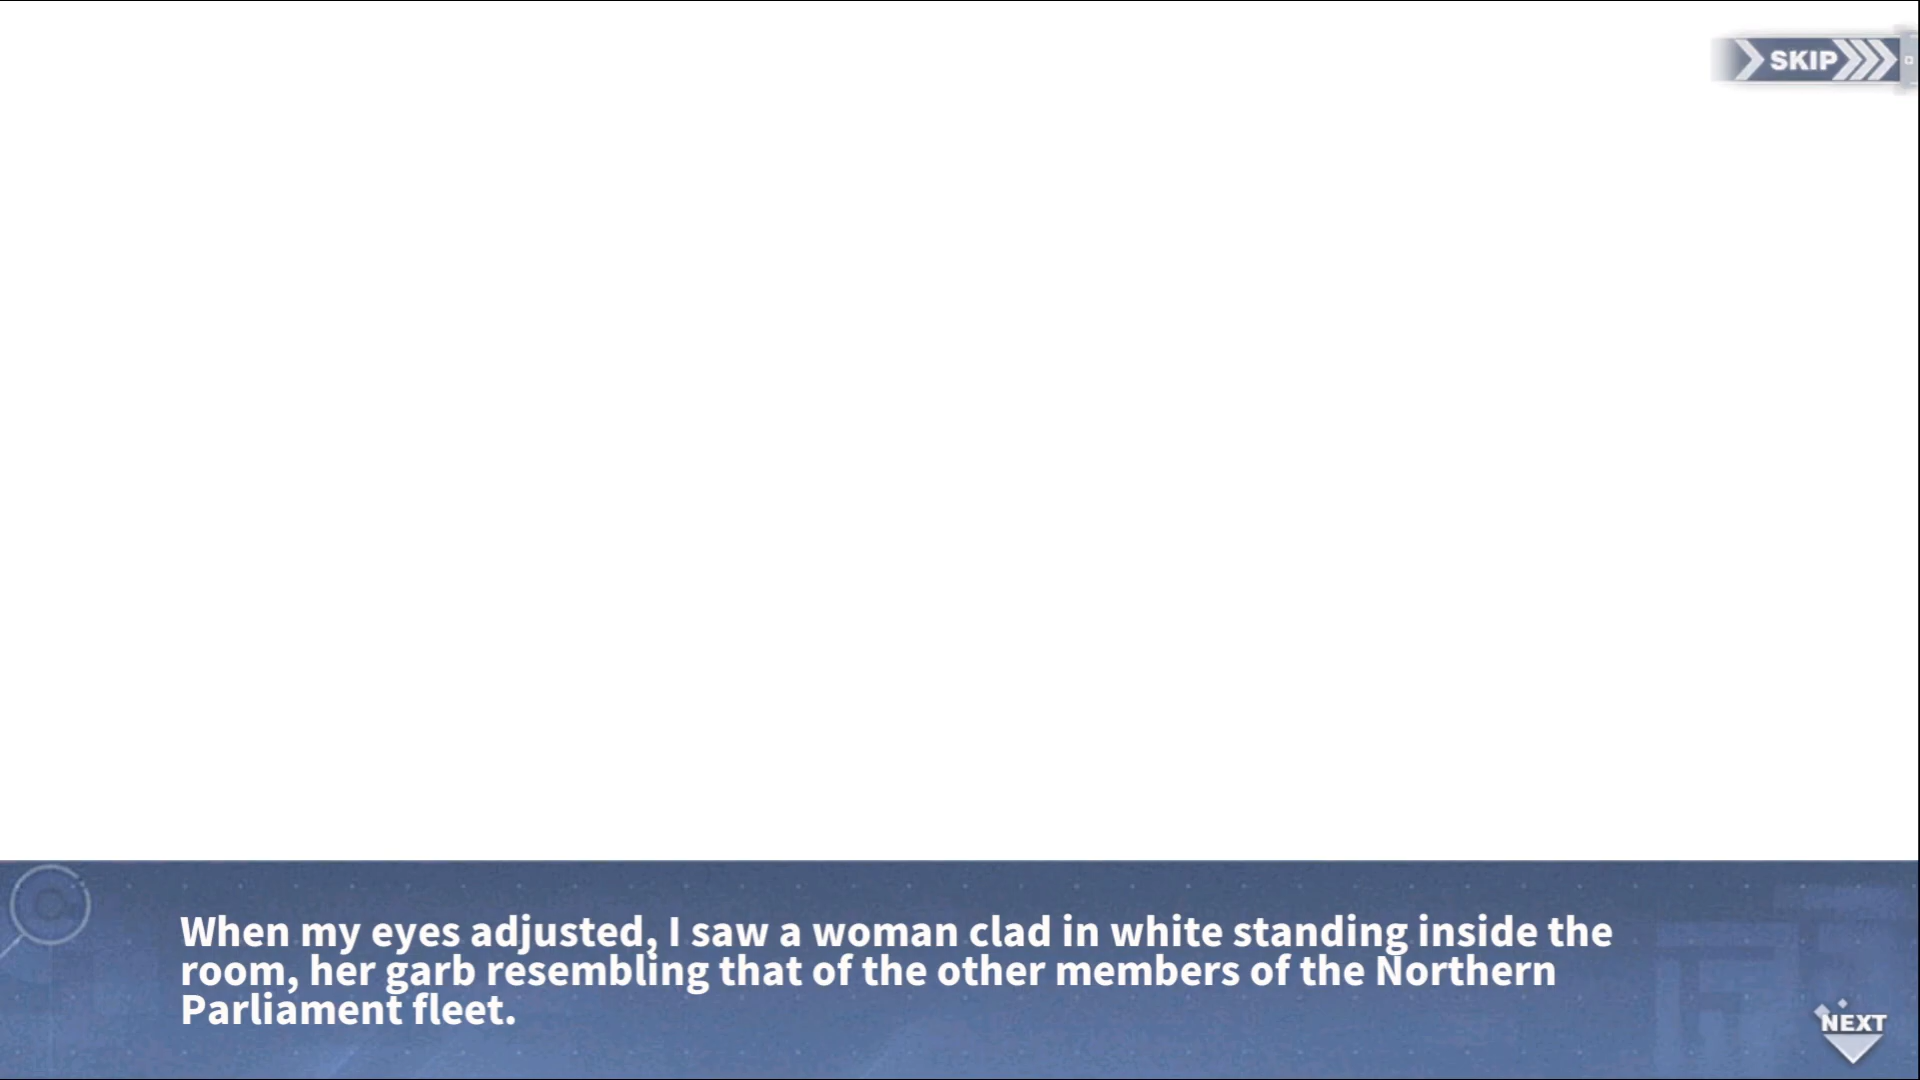 SKIP
When my eyes adjusted, I saw a woman clad in white standing inside the
room, her garb resembling that of the other members of the Northern
Parliament fleet.
NEXT